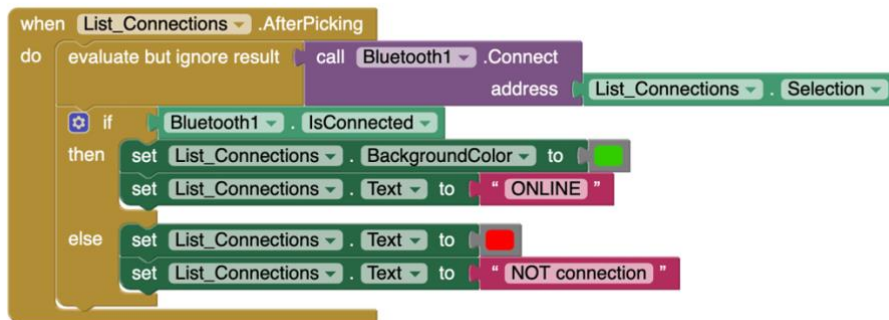 when List_Connections .AfterPicking
do evaluate but ignore result call Bluetooth1 .Connect
address List_Connections . Selection
if Bluetooth1 . IsConnected
then set List_Connections . BackgroundColor to
set List_Connections . Text to " ONLINE "
else set List_Connections . Text to
set List_Connections . Text to " NOT connection "